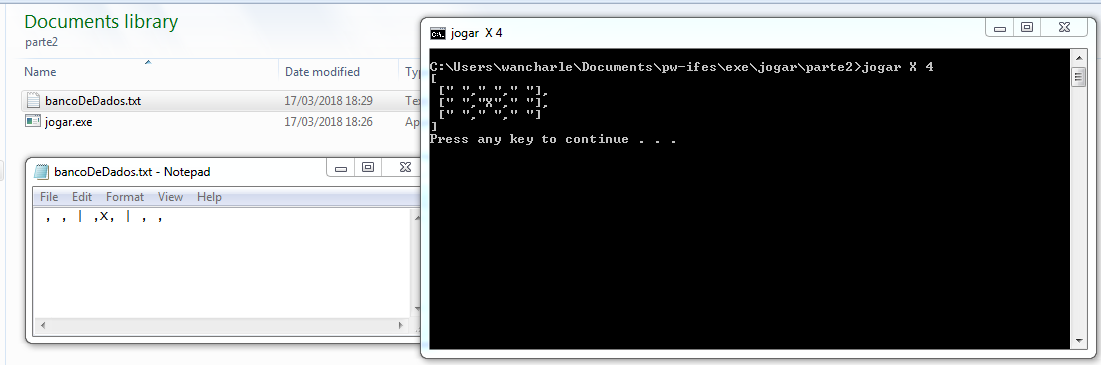 Documents library
parte2
Name Date modified Ty
bancoDeDados.txt 17/03/2018 18:29 Te
jogar.exe 17/03/2018 18:26 Ap
bancoDeDados.txt - Notepad
File Edit Format View Help
 , , | ,X, | , ,
C:\. jogar X 4
C:\Users\wancharle\Documents\pw-ifes\exe\jogar\parte2>jogar X 4
[
 [" "," "," "],
 [" ","X"," "],
 [" "," "," "]
]
Press any key to continue . . .